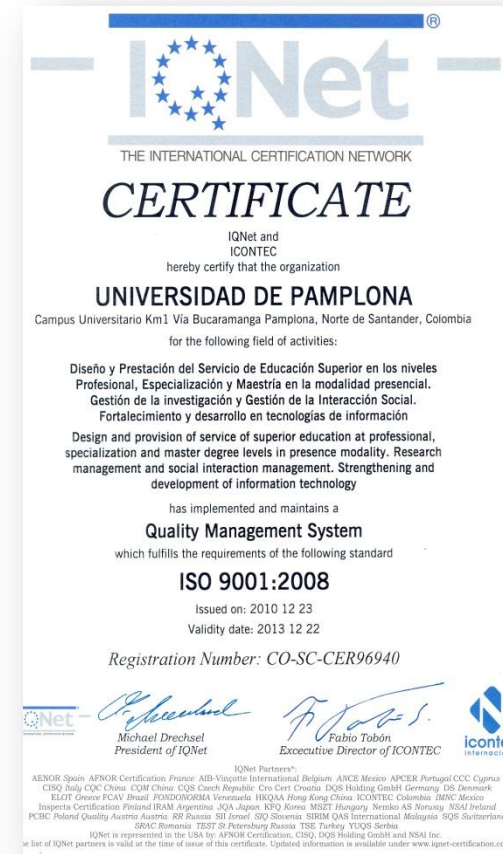 IQNet®
THE INTERNATIONAL CERTIFICATION NETWORK
CERTIFICATE
IQNet and
ICONTEC
hereby certify that the organization
UNIVERSIDAD DE PAMPLONA
Campus Universitario Km1 Vía Bucaramanga Pamplona, Norte de Santander, Colombia
for the following field of activities:
Diseño y Prestación del Servicio de Educación Superior en los niveles
Profesional, Especialización y Maestría en la modalidad presencial.
Gestión de la investigación y Gestión de la Interacción Social.
Fortalecimiento y desarrollo en tecnologías de información
Design and provision of service of superior education at professional,
specialization and master degree levels in presence modality. Research
management and social interaction management. Strengthening and
development of information technology
has implemented and maintains a
Quality Management System
which fulfills the requirements of the following standard
ISO 9001:2008
Issued on: 2010 12 23
Validity date: 2013 12 22
Registration Number: CO-SC-CER96940
IQNet
Michael Drechsel
President of IQNet
Fabio Tobón
Excecutive Director of ICONTEC
iconte
internaci
IQNet Partners*:
AENOR Spain AFNOR Certification France AIB-Vinçotte International Belgium ANCE Mexico APCER Portugal CCC Cyprus
CISQ Italy CQC China CQM China CQS Czech Republic Cro Cert Croatia DQS Holding GmbH Germany DS Denmark
ELOT Greece FCAV Brazil FONDONORMA Venezuela HKQAA Hong Kong China ICONTEC Colombia IMNC Mexico
Inspecta Certification Finland IRAM Argentina JQA Japan KFQ Korea MSZT Hungary Nemko AS Norway NSAI Ireland
PCBC Poland Quality Austria Austria RR Russia SII Israel SIQ Slovenia SIRIM QAS International Malaysia SQS Switzerland
SRAC Romania TEST St Petersburg Russia TSE Turkey YUQS Serbia
IQNet is represented in the USA by: AFNOR Certification, CISQ, DQS Holding GmbH and NSAI Inc.
he list of IQNet partners is valid at the time of issue of this certificate. Updated information is available under www.iqnet-certification.co